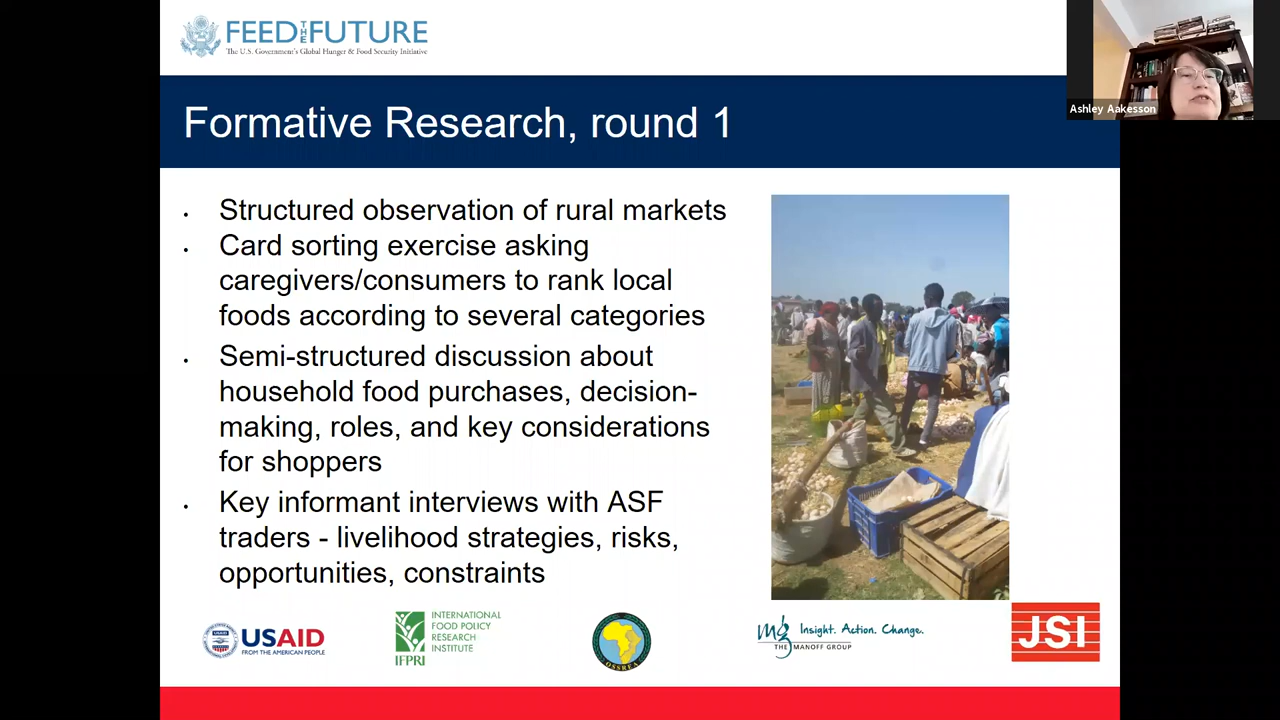 FEED THE FUTURE
The U.S. Government's Global Hunger & Food Security Initiative
Ashley Aakesson
Formative Research, round 1
• Structured observation of rural markets
• Card sorting exercise asking
caregivers/consumers to rank local
foods according to several categories
• Semi-structured discussion about
household food purchases, decision-
making, roles, and key considerations
for shoppers
• Key informant interviews with ASF
traders - livelihood strategies, risks,
opportunities, constraints
USAID
FROM THE AMERICAN PEOPLE
IFPRI
INTERNATIONAL
FOOD POLICY
RESEARCH
INSTITUTE
OSSREA
mg Insight. Action. Change.
THE MANOFF GROUP
JSI